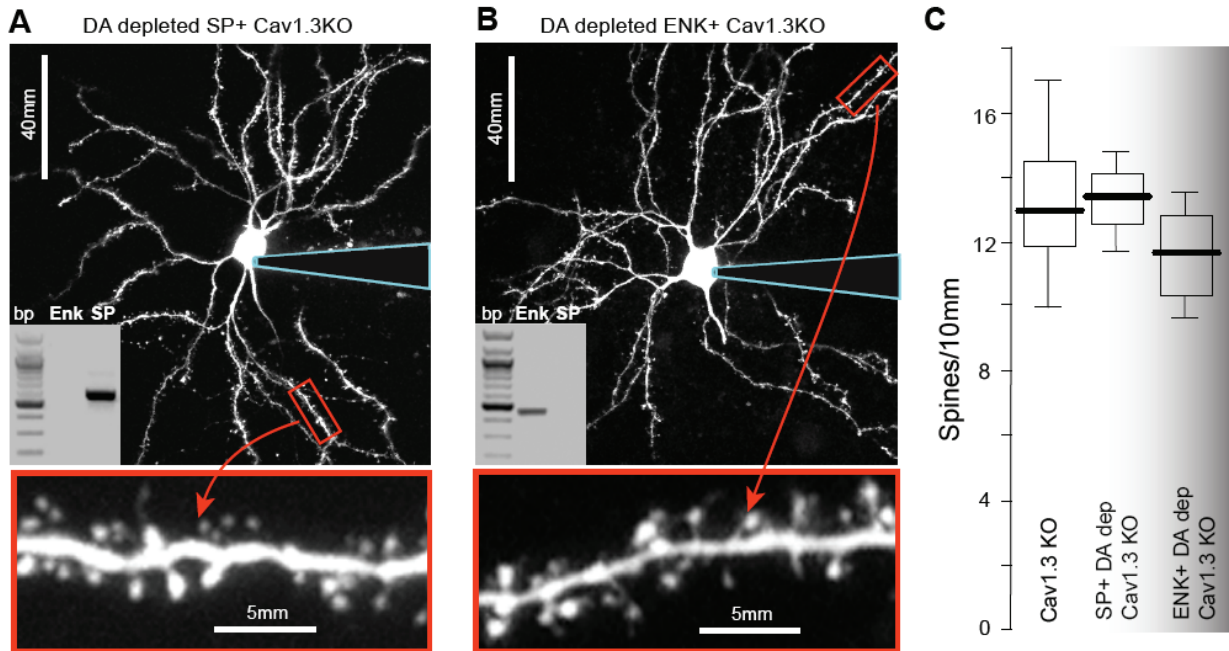 A
DA depleted SP+ Cav1.3KO
40mm
bp Enk SP
5mm
B
DA depleted ENK+ Cav1.3KO
40mm
bp Enk SP
5mm
C
Spines/10mm
16
12
8
4
0
Cav1.3 KO
SP+ DA dep
Cav1.3 KO
ENK+ DA dep
Cav1.3 KO